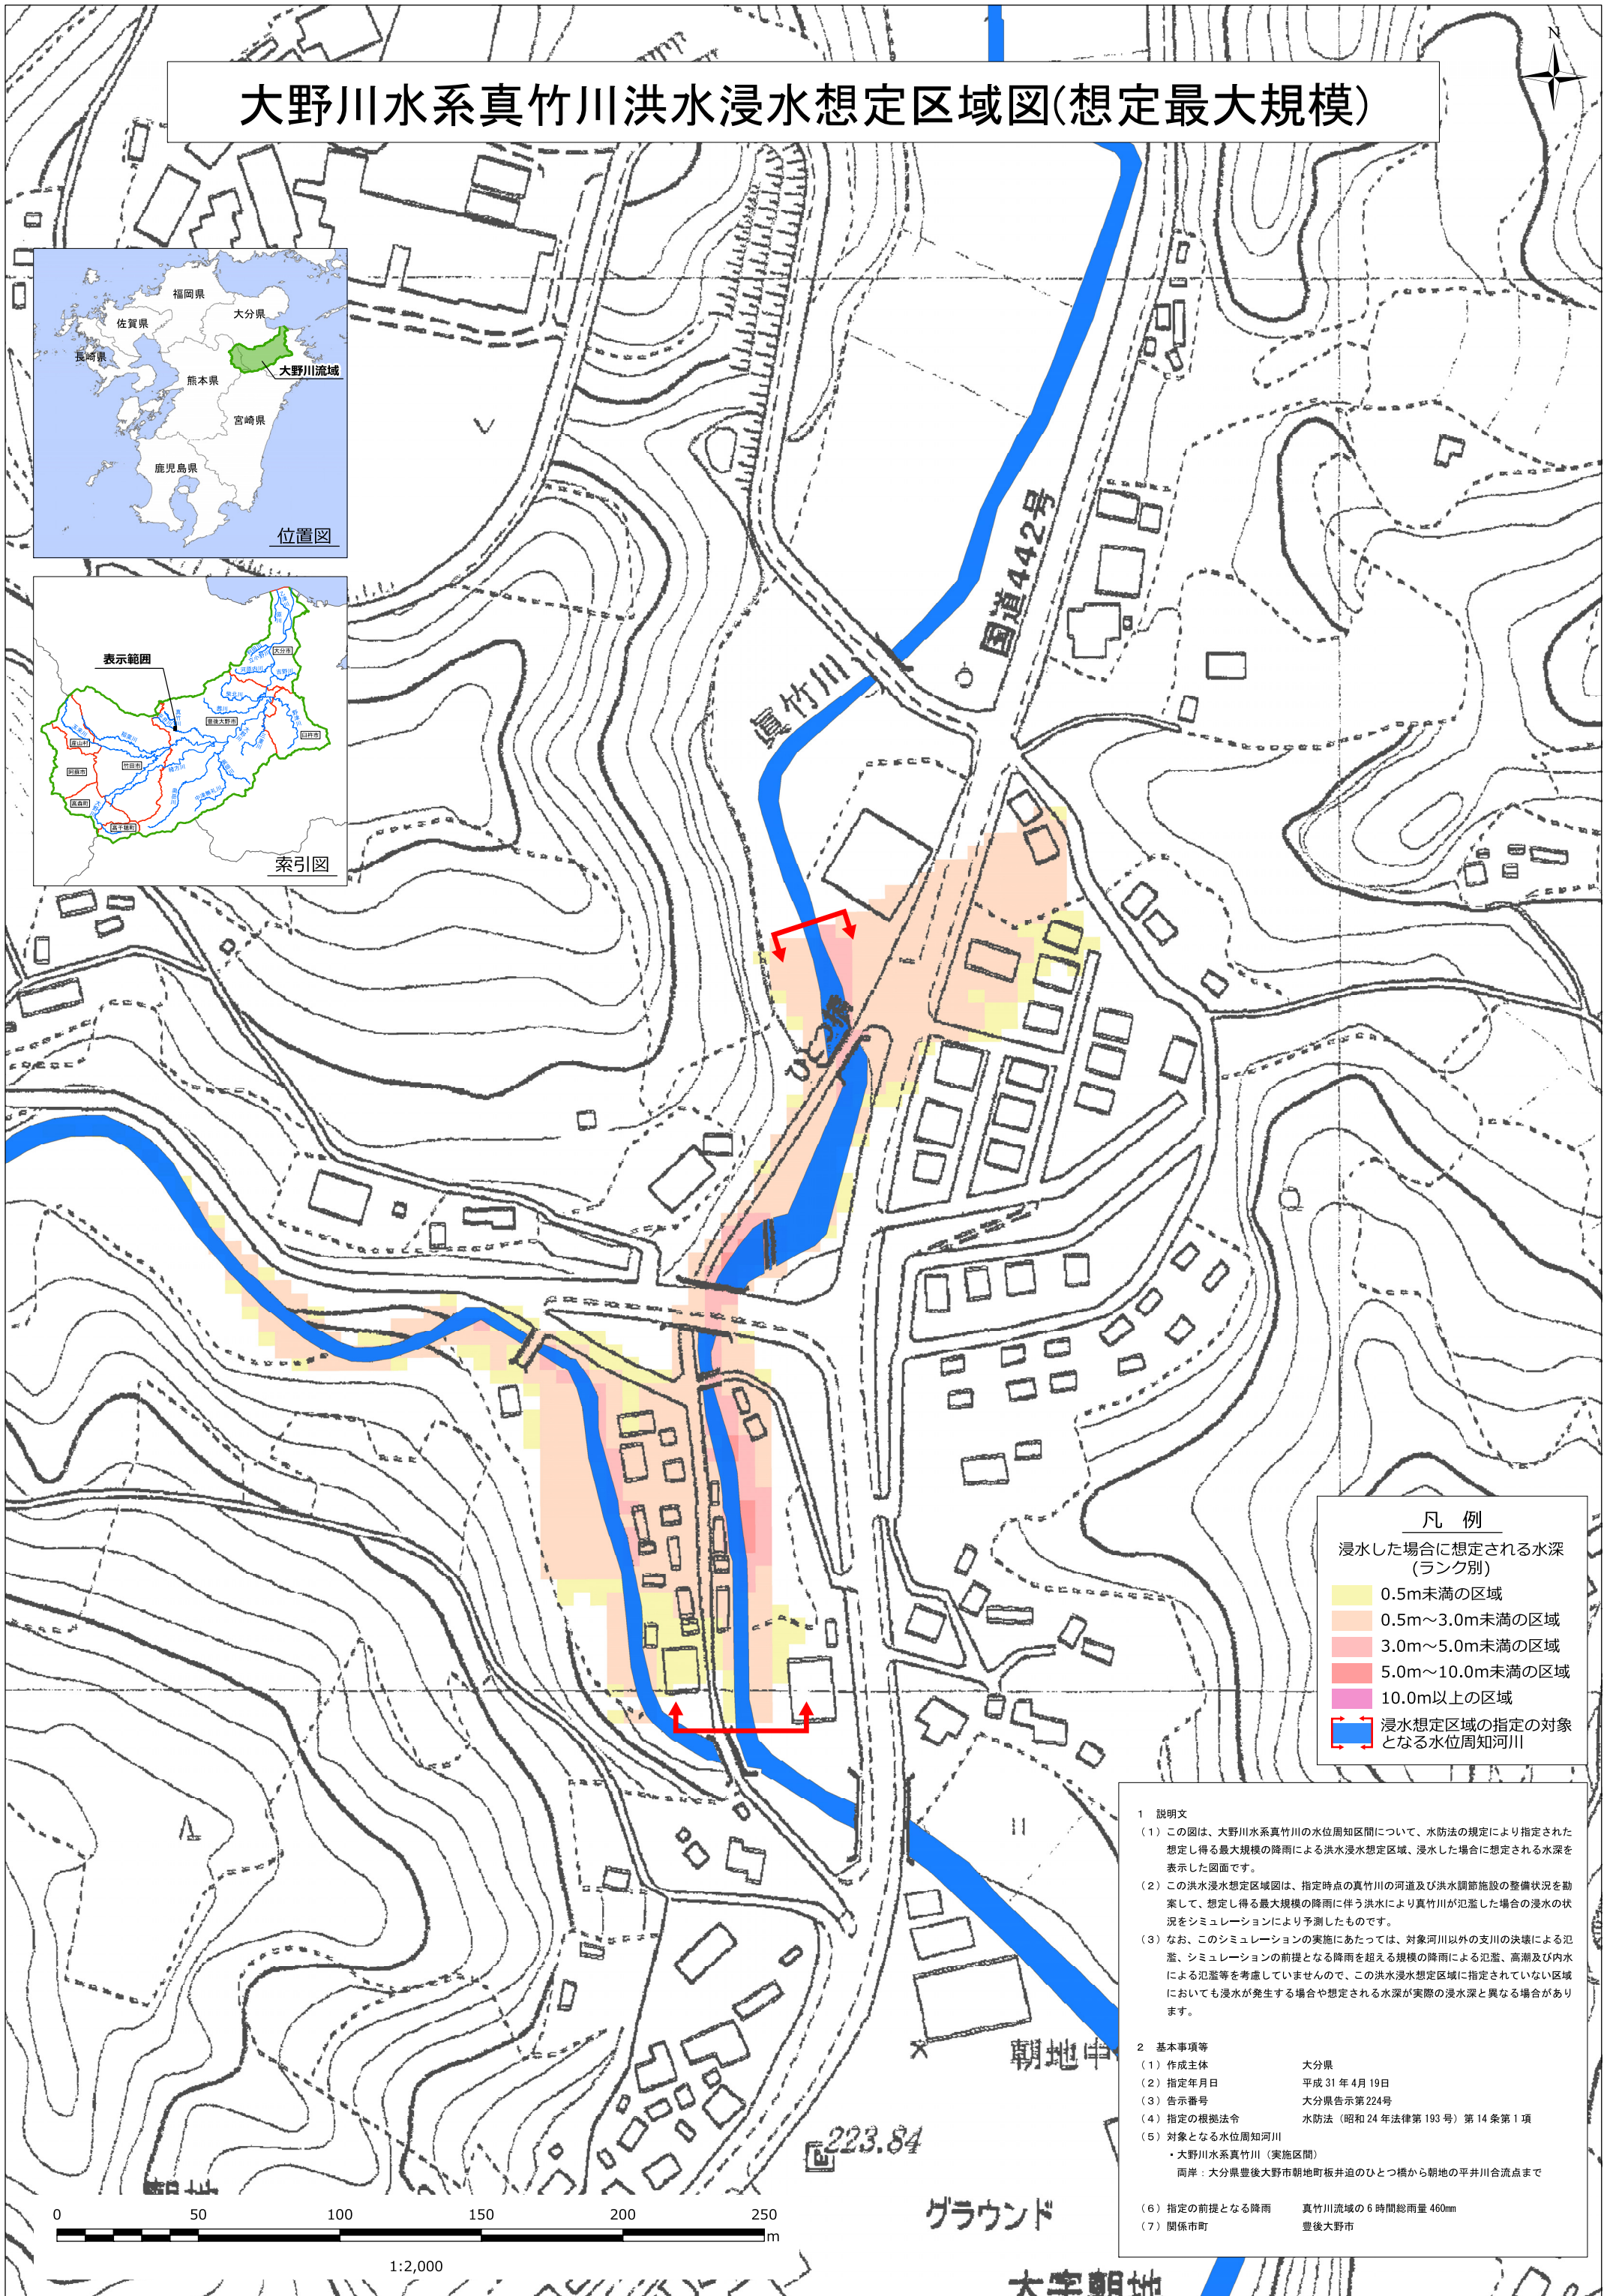 大野川水系真竹川洪水浸水想定区域図(想定最大規模)
N
福岡県
佐賀県
大分県
長崎県
大野川流域
熊本県
宮崎県
鹿児島県
位置図
表示範囲
大分市
豊後大野市
臼杵市
産山村
竹田市
阿蘇市
高森町
高千穂町
索引図
国道442号
眞竹川
ひとつ橋
朝地中
223.84
グラウンド
凡 例
浸水した場合に想定される水深
(ランク別)
0.5m未満の区域
0.5m～3.0m未満の区域
3.0m～5.0m未満の区域
5.0m～10.0m未満の区域
10.0m以上の区域
浸水想定区域の指定の対象
となる水位周知河川
1 説明文
（1）この図は、大野川水系真竹川の水位周知区間について、水防法の規定により指定された
想定し得る最大規模の降雨による洪水浸水想定区域、浸水した場合に想定される水深を
表示した図面です。
（2）この洪水浸水想定区域図は、指定時点の真竹川の河道及び洪水調節施設の整備状況を勘
案して、想定し得る最大規模の降雨に伴う洪水により真竹川が氾濫した場合の浸水の状
況をシミュレーションにより予測したものです。
（3）なお、このシミュレーションの実施にあたっては、対象河川以外の支川の決壊による氾
濫、シミュレーションの前提となる降雨を超える規模の降雨による氾濫、高潮及び内水
による氾濫等を考慮していませんので、この洪水浸水想定区域に指定されていない区域
においても浸水が発生する場合や想定される水深が実際の浸水深と異なる場合があり
ます。
2 基本事項等
（1）作成主体 大分県
（2）指定年月日 平成31年4月19日
（3）告示番号 大分県告示第224号
（4）指定の根拠法令 水防法（昭和24年法律第193号）第14条第1項
（5）対象となる水位周知河川
・大野川水系真竹川（実施区間）
両岸：大分県豊後大野市朝地町板井迫のひとつ橋から朝地の平井川合流点まで
（6）指定の前提となる降雨 真竹川流域の6時間総雨量460mm
（7）関係市町 豊後大野市
0 50 100 150 200 250
m
1:2,000